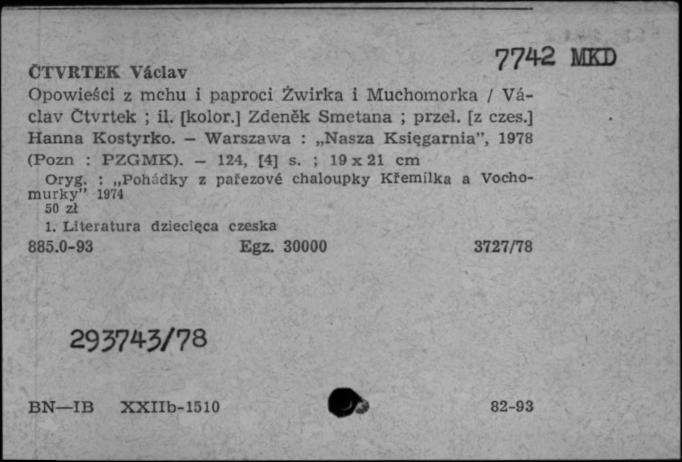 7742 MKD
ČTVRTEK Václav
Opowieści z mchu i paproci Żwirka i Muchomorka / Vá-
clav Čtvrtek ; il. [kolor.] Zdeněk Smetana ; przeł. [z czes.]
Hanna Kostyrko. — Warszawa : „Nasza Księgarnia”, 1978
(Pozn : PZGMK). — 124, [4] s. ; 19 x 21 cm
Oryg. : „Pohádky z pařezové chaloupky Křemílka a Vocho-
murky” 1974
50 zł
1. Literatura dziecięca czeska
885.0-93 Egz. 30000 3727/78
293743/78
BN—IB XXIIb-1510 82-93